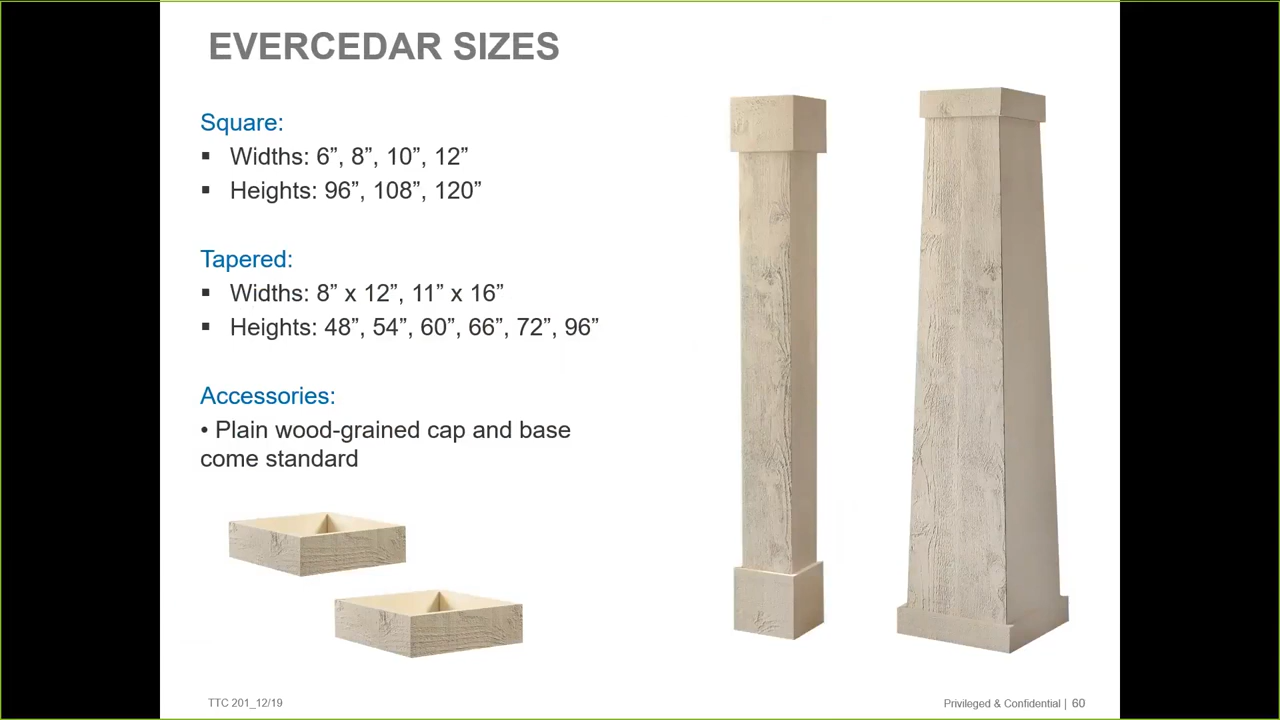 EVERCEDAR SIZES
Square:
▪ Widths: 6”, 8”, 10”, 12”
▪ Heights: 96”, 108”, 120”
Tapered:
▪ Widths: 8” x 12”, 11” x 16”
▪ Heights: 48”, 54”, 60”, 66”, 72”, 96”
Accessories:
• Plain wood-grained cap and base
come standard
TTC 201_12/19
Privileged & Confidential | 60